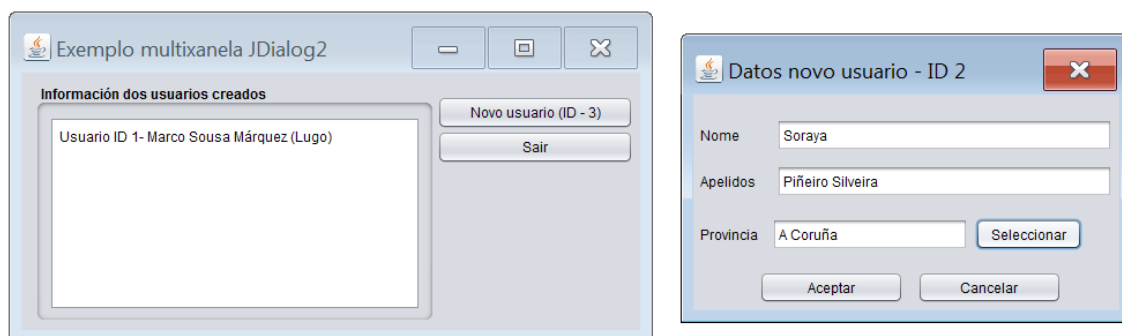 Exemplo multixanela JDialog2
Información dos usuarios creados
Usuario ID 1- Marco Sousa Márquez (Lugo)
Novo usuario (ID - 3)
Sair
Datos novo usuario - ID 2
Nome Soraya
Apelidos Piñeiro Silveira
Provincia A Coruña Seleccionar
Aceptar Cancelar